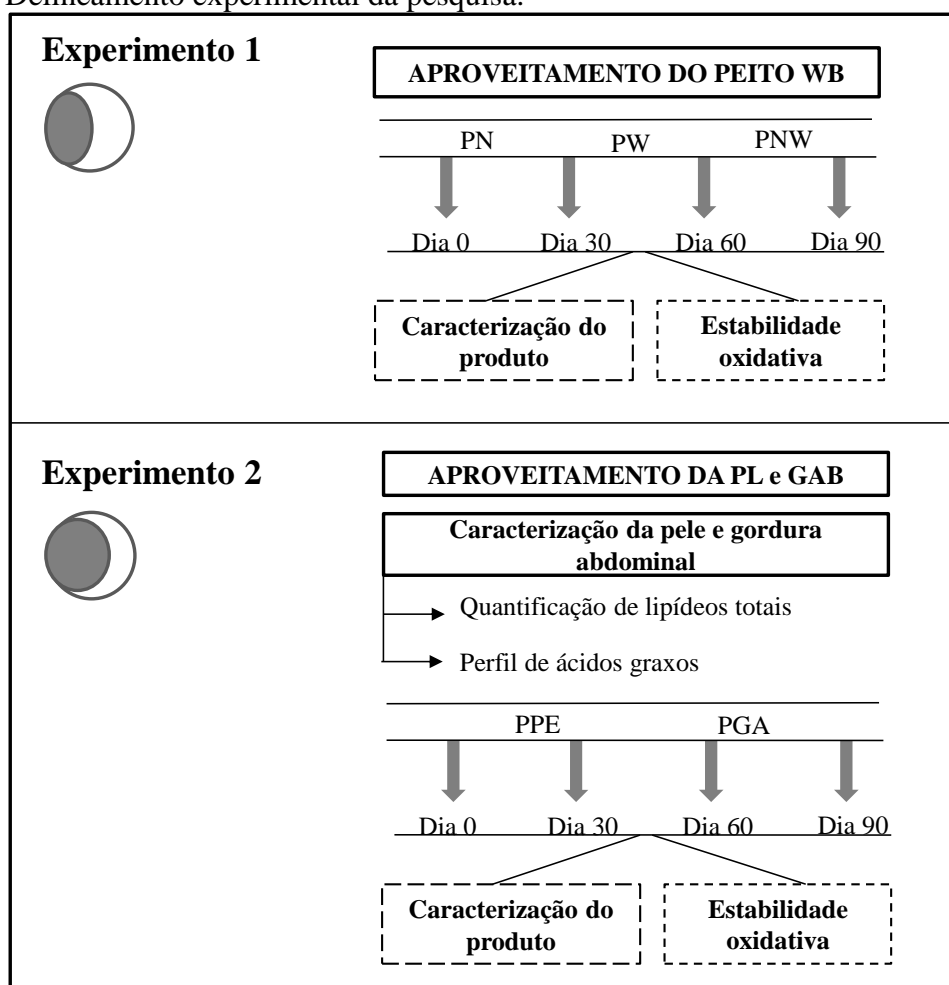 Delineamento experimental da pesquisa.
Experimento 1
APROVEITAMENTO DO PEITO WB
PN PW PNW
Dia 0 Dia 30 Dia 60 Dia 90
Caracterização do
produto
Estabilidade
oxidativa
Experimento 2
APROVEITAMENTO DA PL e GAB
Caracterização da pele e gordura
abdominal
Quantificação de lipídeos totais
Perfil de ácidos graxos
PPE PGA
Dia 0 Dia 30 Dia 60 Dia 90
Caracterização do
produto
Estabilidade
oxidativa